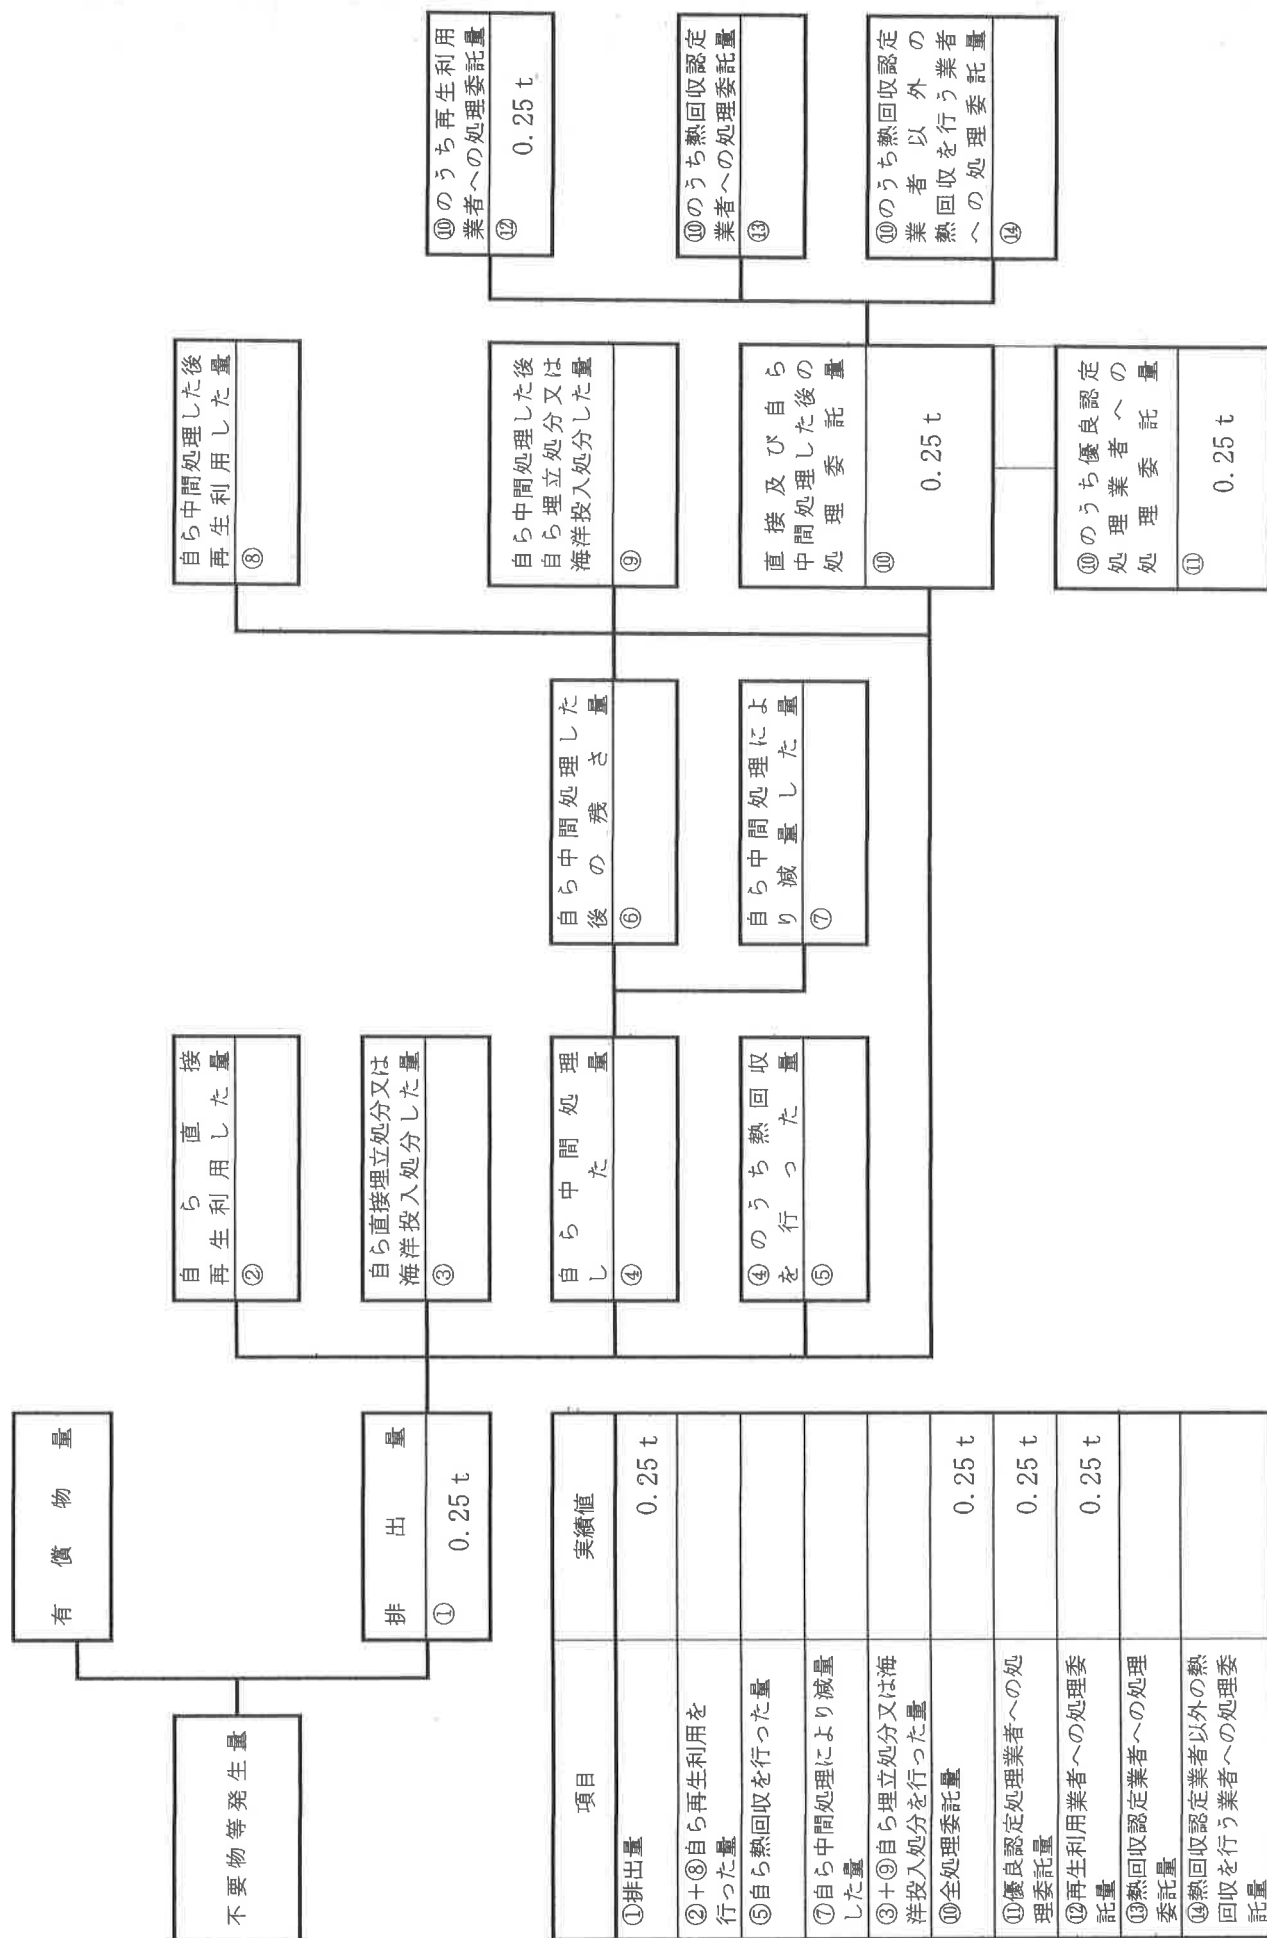 不要物等発生量
有償物量
排出量
① 0.25t
自ら直接
再生利用した量
②
自ら直接埋立処分又は
海洋投入処分した量
③
自ら中間処理
した量
④
④のうち熱回収
を行った量
⑤
自ら中間処理した
後の残さ量
⑥
自ら中間処理によ
り減量した量
⑦
自ら中間処理した後
再生利用した量
⑧
自ら中間処理した後
自ら埋立処分又は
海洋投入処分した量
⑨
直接及び自ら
中間処理した後の
処理委託量
⑩ 0.25t
⑩のうち優良認定
処理業者への
処理委託量
⑪ 0.25t
⑩のうち再生利用
業者への処理委託量
⑫ 0.25t
⑩のうち熱回収認定
業者への処理委託量
⑬
⑩のうち熱回収認定
業者以外の
熱回収を行う業者
への処理委託量
⑭
項目 実績値
①排出量 0.25t
②+⑧自ら再生利用を
行った量
⑤自ら熱回収を行った量
⑦自ら中間処理により減量
した量
③+⑨自ら埋立処分又は海
洋投入処分を行った量
⑩全処理委託量 0.25t
⑪優良認定処理業者への処
理委託量 0.25t
⑫再生利用業者への処理委
託量 0.25t
⑬熱回収認定業者への処理
委託量
⑭熱回収認定業者以外の熱
回収を行う業者への処理委
託量